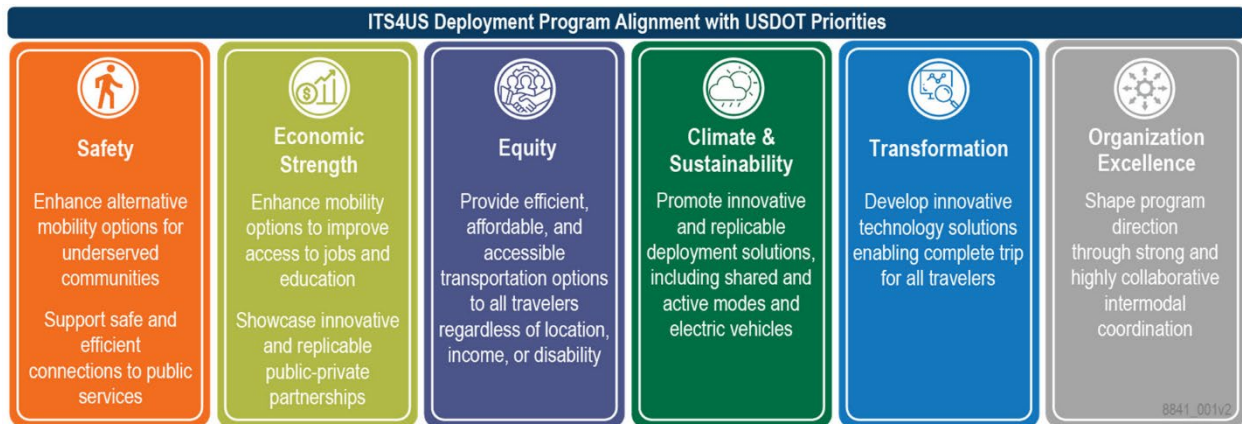 ITS4US Deployment Program Alignment with USDOT Priorities
Safety
Enhance alternative
mobility options for
underserved
communities
Support safe and
efficient
connections to public
services
Economic
Strength
Enhance mobility
options to improve
access to jobs and
education
Showcase innovative
and replicable
public-private
partnerships
Equity
Provide efficient,
affordable, and
accessible
transportation options
to all travelers
regardless of location,
income, or disability
Climate &
Sustainability
Promote innovative
and replicable
deployment solutions,
including shared and
active modes and
electric vehicles
Transformation
Develop innovative
technology solutions
enabling complete trip
for all travelers
Organization
Excellence
Shape program
direction
through strong and
highly collaborative
intermodal
coordination
8841_001v2